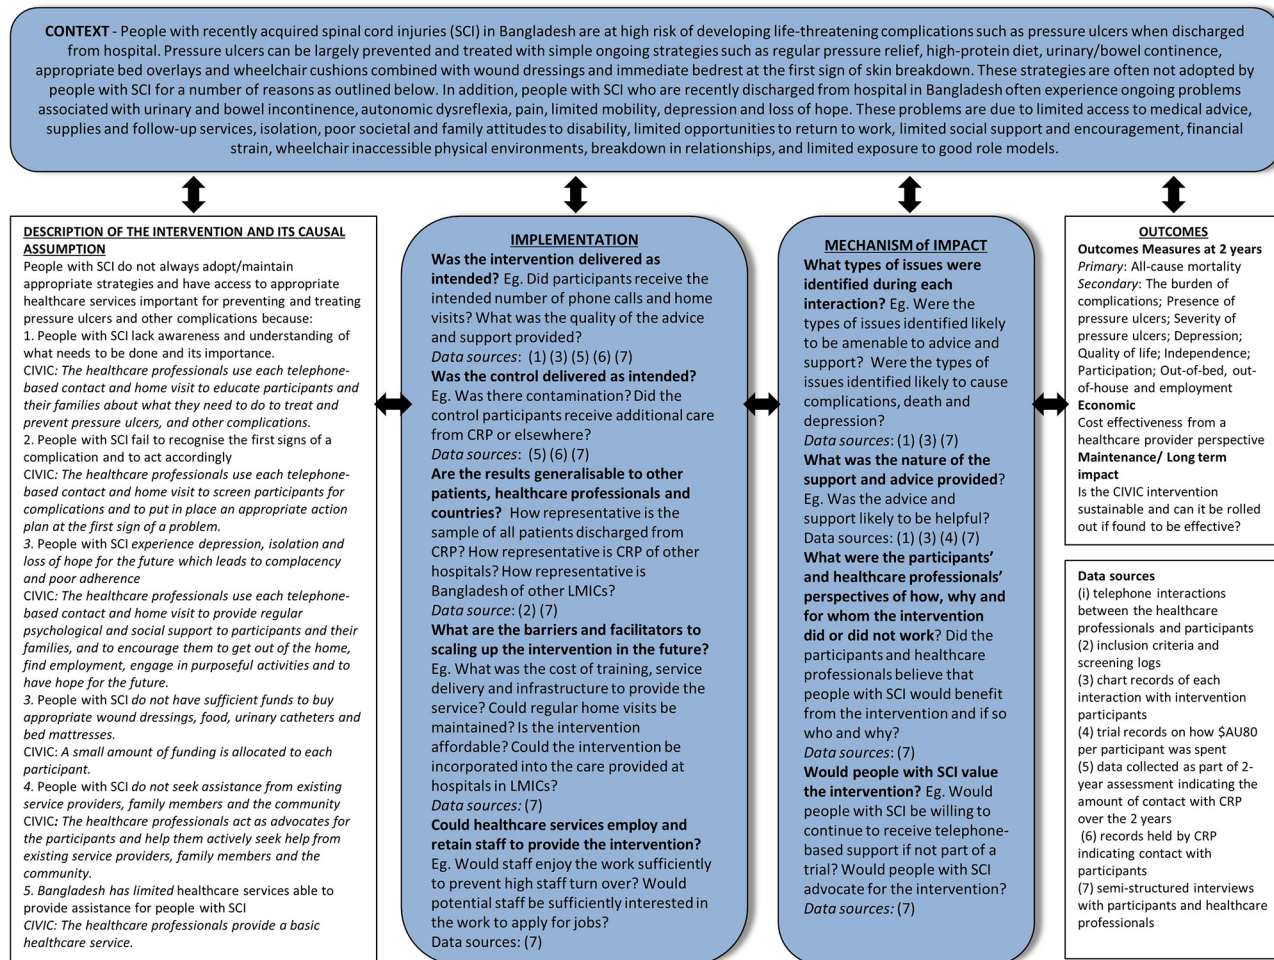 CONTEXT - People with recently acquired spinal cord injuries (SCI) in Bangladesh are at high risk of developing life-threatening complications such as pressure ulcers when discharged
from hospital. Pressure ulcers can be largely prevented and treated with simple ongoing strategies such as regular pressure relief, high-protein diet, urinary/bowel continence,
appropriate bed overlays and wheelchair cushions combined with wound dressings and immediate bedrest at the first sign of skin breakdown. These strategies are often not adopted by
people with SCI for a number of reasons as outlined below. In addition, people with SCI who are recently discharged from hospital in Bangladesh often experience ongoing problems
associated with urinary and bowel incontinence, autonomic dysreflexia, pain, limited mobility, depression and loss of hope. These problems are due to limited access to medical advice,
supplies and follow-up services, isolation, poor societal and family attitudes to disability, limited opportunities to return to work, limited social support and encouragement, financial
strain, wheelchair inaccessible physical environments, breakdown in relationships, and limited exposure to good role models.
DESCRIPTION OF THE INTERVENTION AND ITS CAUSAL
ASSUMPTION
People with SCI do not always adopt/maintain
appropriate strategies and have access to appropriate
healthcare services important for preventing and treating
pressure ulcers and other complications because:
1. People with SCI lack awareness and understanding of
what needs to be done and its importance.
CIVIC: The healthcare professionals use each telephone-
based contact and home visit to educate participants and
their families about what they need to do to treat and
prevent pressure ulcers, and other complications.
2. People with SCI fail to recognise the first signs of a
complication and to act accordingly
CIVIC: The healthcare professionals use each telephone-
based contact and home visit to screen participants for
complications and to put in place an appropriate action
plan at the first sign of a problem.
3. People with SCI experience depression, isolation and
loss of hope for the future which leads to complacency
and poor adherence
CIVIC: The healthcare professionals use each telephone-
based contact and home visit to provide regular
psychological and social support to participants and their
families, and to encourage them to get out of the home,
find employment, engage in purposeful activities and to
have hope for the future.
3. People with SCI do not have sufficient funds to buy
appropriate wound dressings, food, urinary catheters and
bed mattresses.
CIVIC: A small amount of funding is allocated to each
participant.
4. People with SCI do not seek assistance from existing
service providers, family members and the community
CIVIC: The healthcare professionals act as advocates for
the participants and help them actively seek help from
existing service providers, family members and the
community.
5. Bangladesh has limited healthcare services able to
provide assistance for people with SCI
CIVIC: The healthcare professionals provide a basic
healthcare service.
IMPLEMENTATION
Was the intervention delivered as
intended? Eg. Did participants receive the
intended number of phone calls and home
visits? What was the quality of the advice
and support provided?
Data sources: (1) (3) (5) (6) (7)
Was the control delivered as intended?
Eg. Was there contamination? Did the
control participants receive additional care
from CRP or elsewhere?
Data sources: (5) (6) (7)
Are the results generalisable to other
patients, healthcare professionals and
countries? How representative is the
sample of all patients discharged from
CRP? How representative is CRP of other
hospitals? How representative is
Bangladesh of other LMICs?
Data source: (2) (7)
What are the barriers and facilitators to
scaling up the intervention in the future?
Eg. What was the cost of training, service
delivery and infrastructure to provide the
service? Could regular home visits be
maintained? Is the intervention
affordable? Could the intervention be
incorporated into the care provided at
hospitals in LMICs?
Data sources: (7)
Could healthcare services employ and
retain staff to provide the intervention?
Eg. Would staff enjoy the work sufficiently
to prevent high staff turn over? Would
potential staff be sufficiently interested in
the work to apply for jobs?
Data sources: (7)
MECHANISM of IMPACT
What types of issues were
identified during each
interaction? Eg. Were the
types of issues identified likely
to be amenable to advice and
support? Were the types of
issues identified likely to cause
complications, death and
depression?
Data sources: (1) (3) (7)
What was the nature of the
support and advice provided?
Eg. Was the advice and
support likely to be helpful?
Data sources: (1) (3) (4) (7)
What were the participants'
and healthcare professionals'
perspectives of how, why and
for whom the intervention
did or did not work? Did the
participants and healthcare
professionals believe that
people with SCI would benefit
from the intervention and if so
who and why?
Data sources: (7)
Would people with SCI value
the intervention? Eg. Would
people with SCI be willing to
continue to receive telephone-
based support if not part of a
trial? Would people with SCI
advocate for the intervention?
Data sources: (7)
OUTCOMES
Outcomes Measures at 2 years
Primary: All-cause mortality
Secondary: The burden of
complications; Presence of
pressure ulcers; Severity of
pressure ulcers; Depression;
Quality of life; Independence;
Participation; Out-of-bed, out-
of-house and employment
Economic
Cost effectiveness from a
healthcare provider perspective
Maintenance/ Long term
impact
Is the CIVIC intervention
sustainable and can it be rolled
out if found to be effective?
Data sources
(i) telephone interactions
between the healthcare
professionals and participants
(2) inclusion criteria and
screening logs
(3) chart records of each
interaction with intervention
participants
(4) trial records on how $AU80
per participant was spent
(5) data collected as part of 2-
year assessment indicating the
amount of contact with CRP
over the 2 years
(6) records held by CRP
indicating contact with
participants
(7) semi-structured interviews
with participants and healthcare
professionals